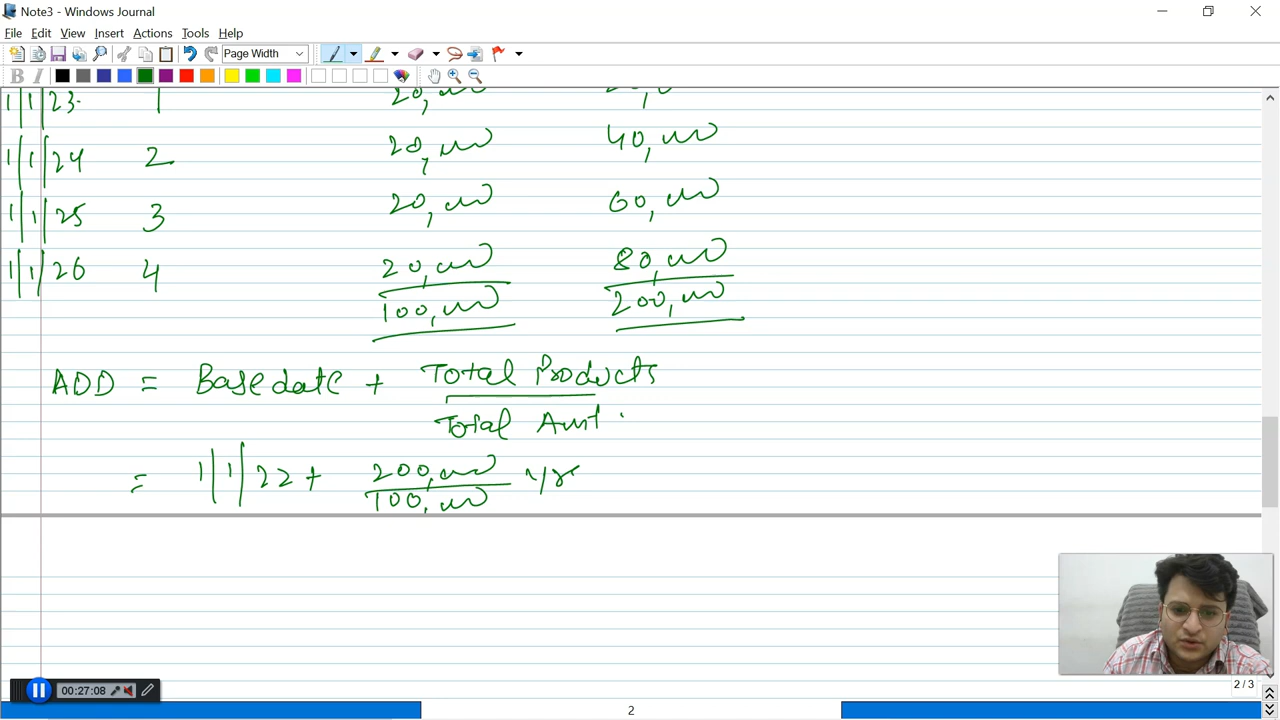 Note3 - Windows Journal
File Edit View Insert Actions Tools Help
Page Width
B I
1|1|23 1 20,000
1|1|24 2 20,000 40,000
1|1|25 3 20,000 60,000
1|1|26 4 20,000 80,000
100,000 200,000
ADD = Base date + Total Products
Total Amt.
= 1|1|22 + 200,000 yrs
100,000
00:27:08
2 / 3
2